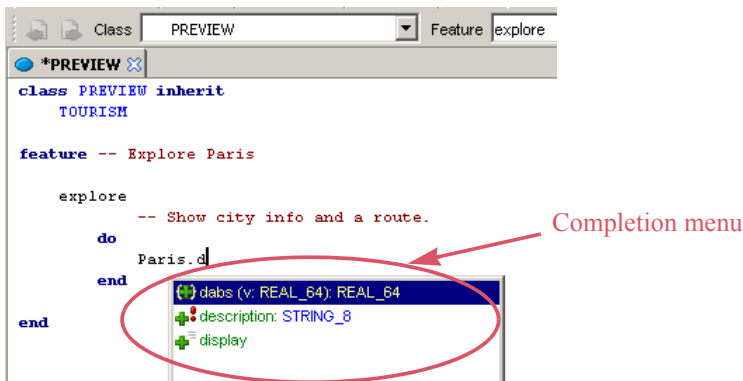 Class PREVIEW Feature explore
*PREVIEW
class PREVIEW inherit
TOURISM
feature -- Explore Paris
explore
-- Show city info and a route.
do
Paris.d
end
end
dabs (v: REAL_64): REAL_64
description: STRING_8
display
Completion menu